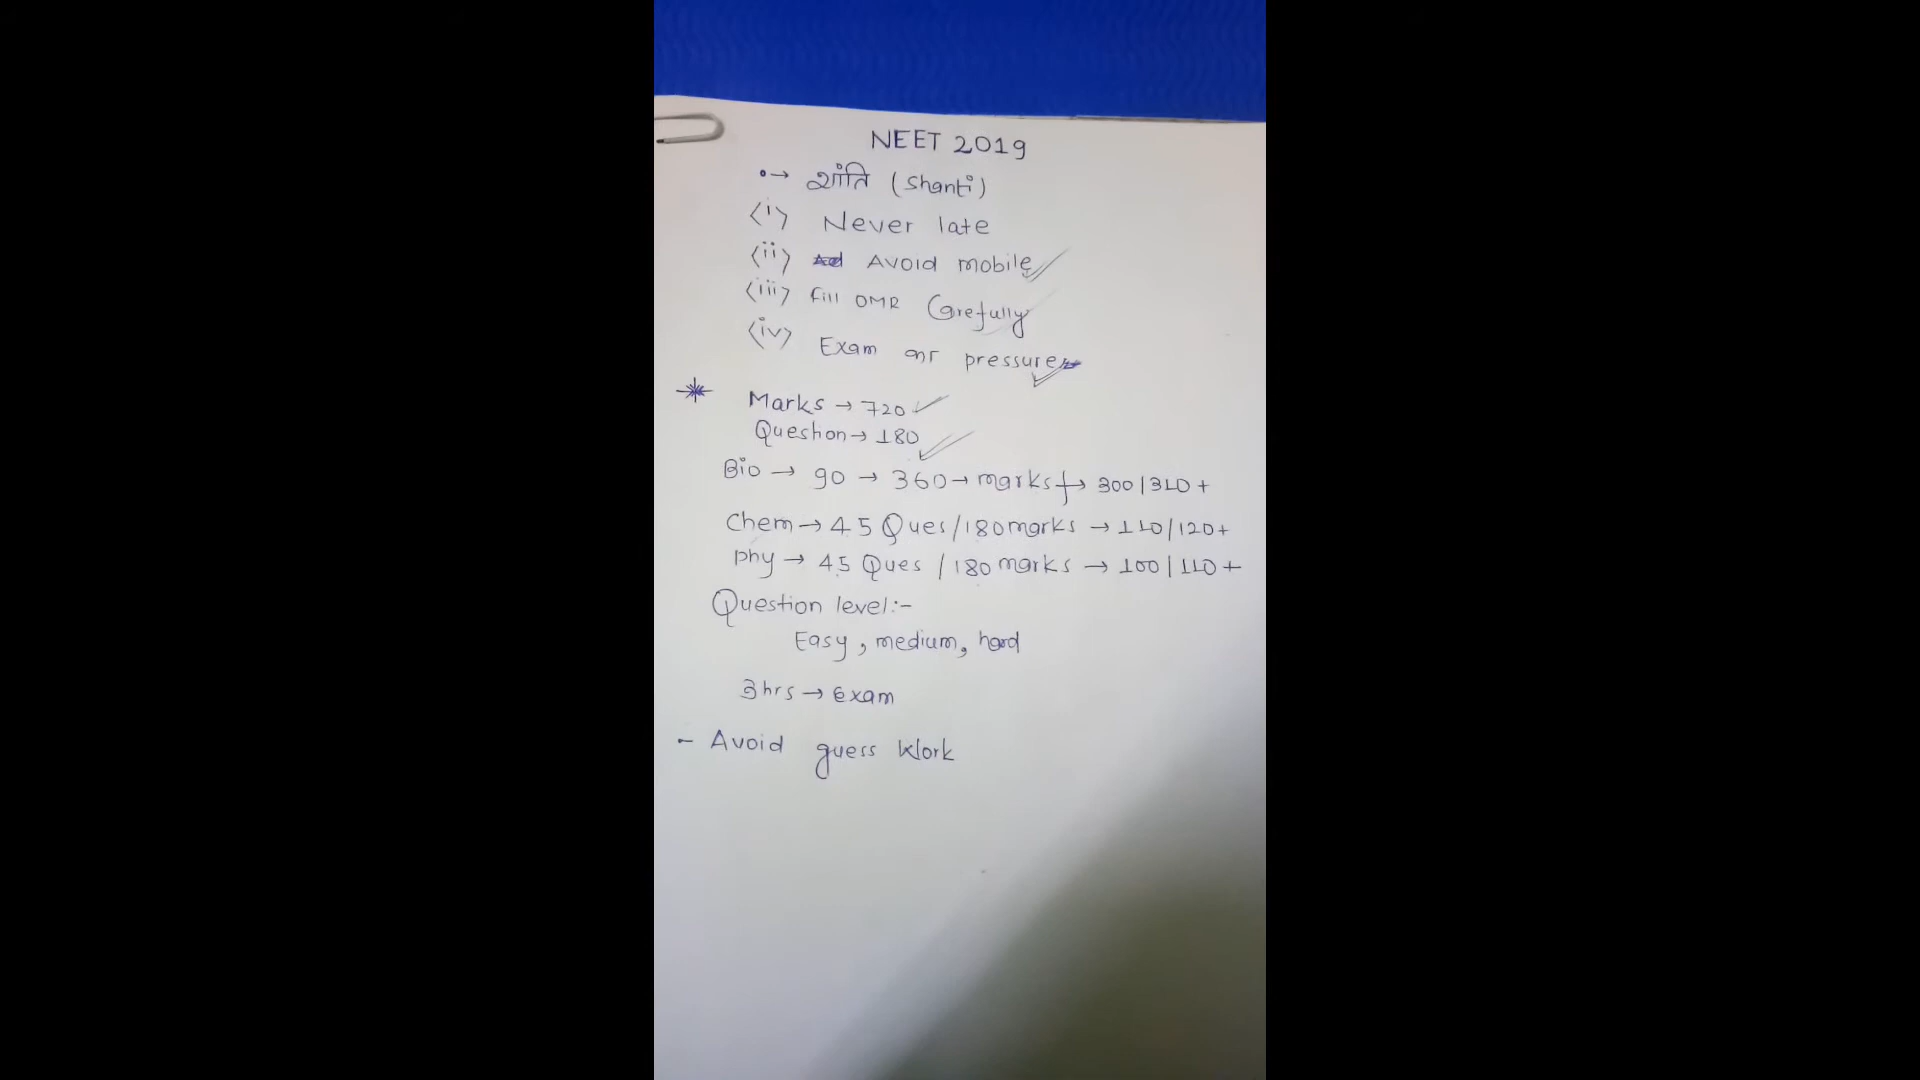 NEET 2019
•→ शांति (shanti)
(i) Never late
(ii) Avoid mobile
(iii) fill OMR Carefully
(iv) Exam का pressure
* Marks → 720
Question → 180
Bio → 90 → 360 → marks → 300/310+
Chem → 45 Ques/180 marks → 110/120+
Phy → 45 Ques /180 marks → 100/110+
Question level:-
Easy, medium, hard
3hrs → exam
- Avoid guess Work